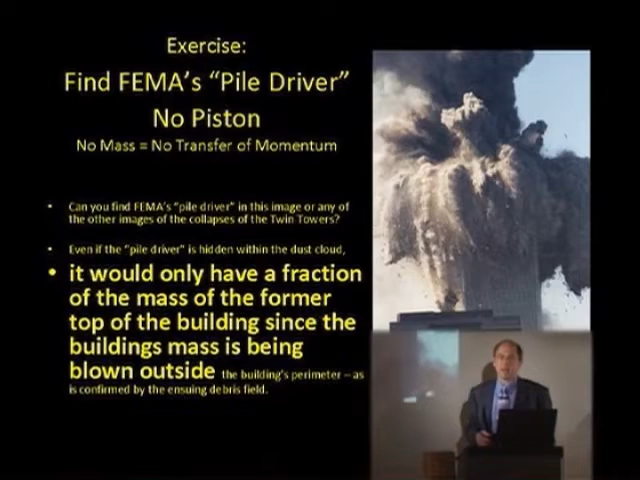 Exercise:
Find FEMA's "Pile Driver"
No Piston
No Mass = No Transfer of Momentum
• Can you find FEMA's "pile driver" in this image or any of
the other images of the collapses of the Twin Towers?
• Even if the "pile driver" is hidden within the dust cloud,
• it would only have a fraction
of the mass of the former
top of the building since the
buildings mass is being
blown outside the building's perimeter – as
is confirmed by the ensuing debris field.